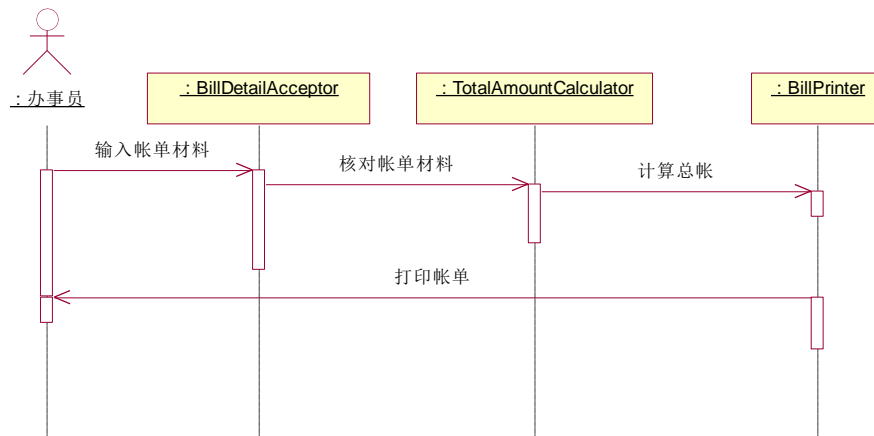 : 办事员
: BillDetailAcceptor
: TotalAmountCalculator
: BillPrinter
输入帐单材料
核对帐单材料
计算总帐
打印帐单